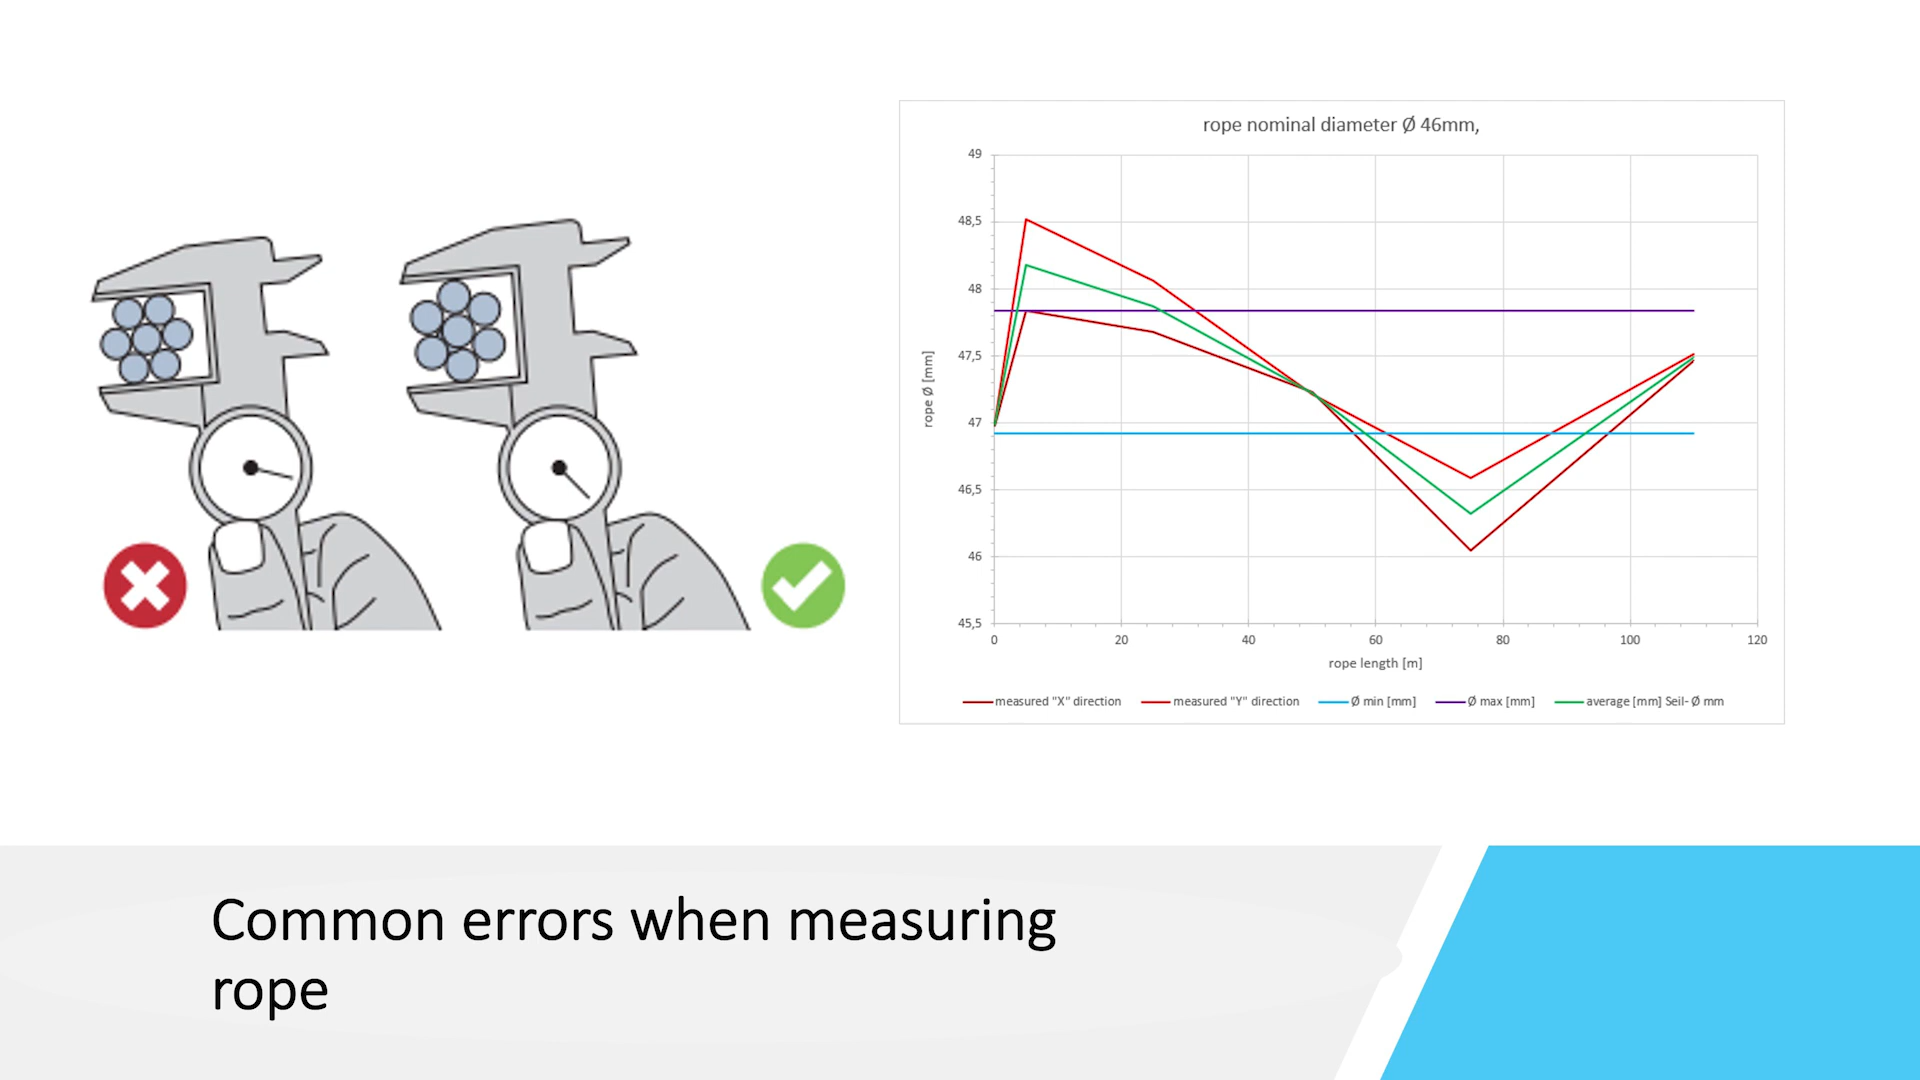 rope nominal diameter Ø 46mm,
49
48,5
48
47,5
47
46,5
46
45,5
rope Ø [mm]
0 20 40 60 80 100 120
rope length [m]
measured "X" direction measured "Y" direction Ø min [mm] Ø max [mm] average [mm] Seil- Ø mm
Common errors when measuring
rope